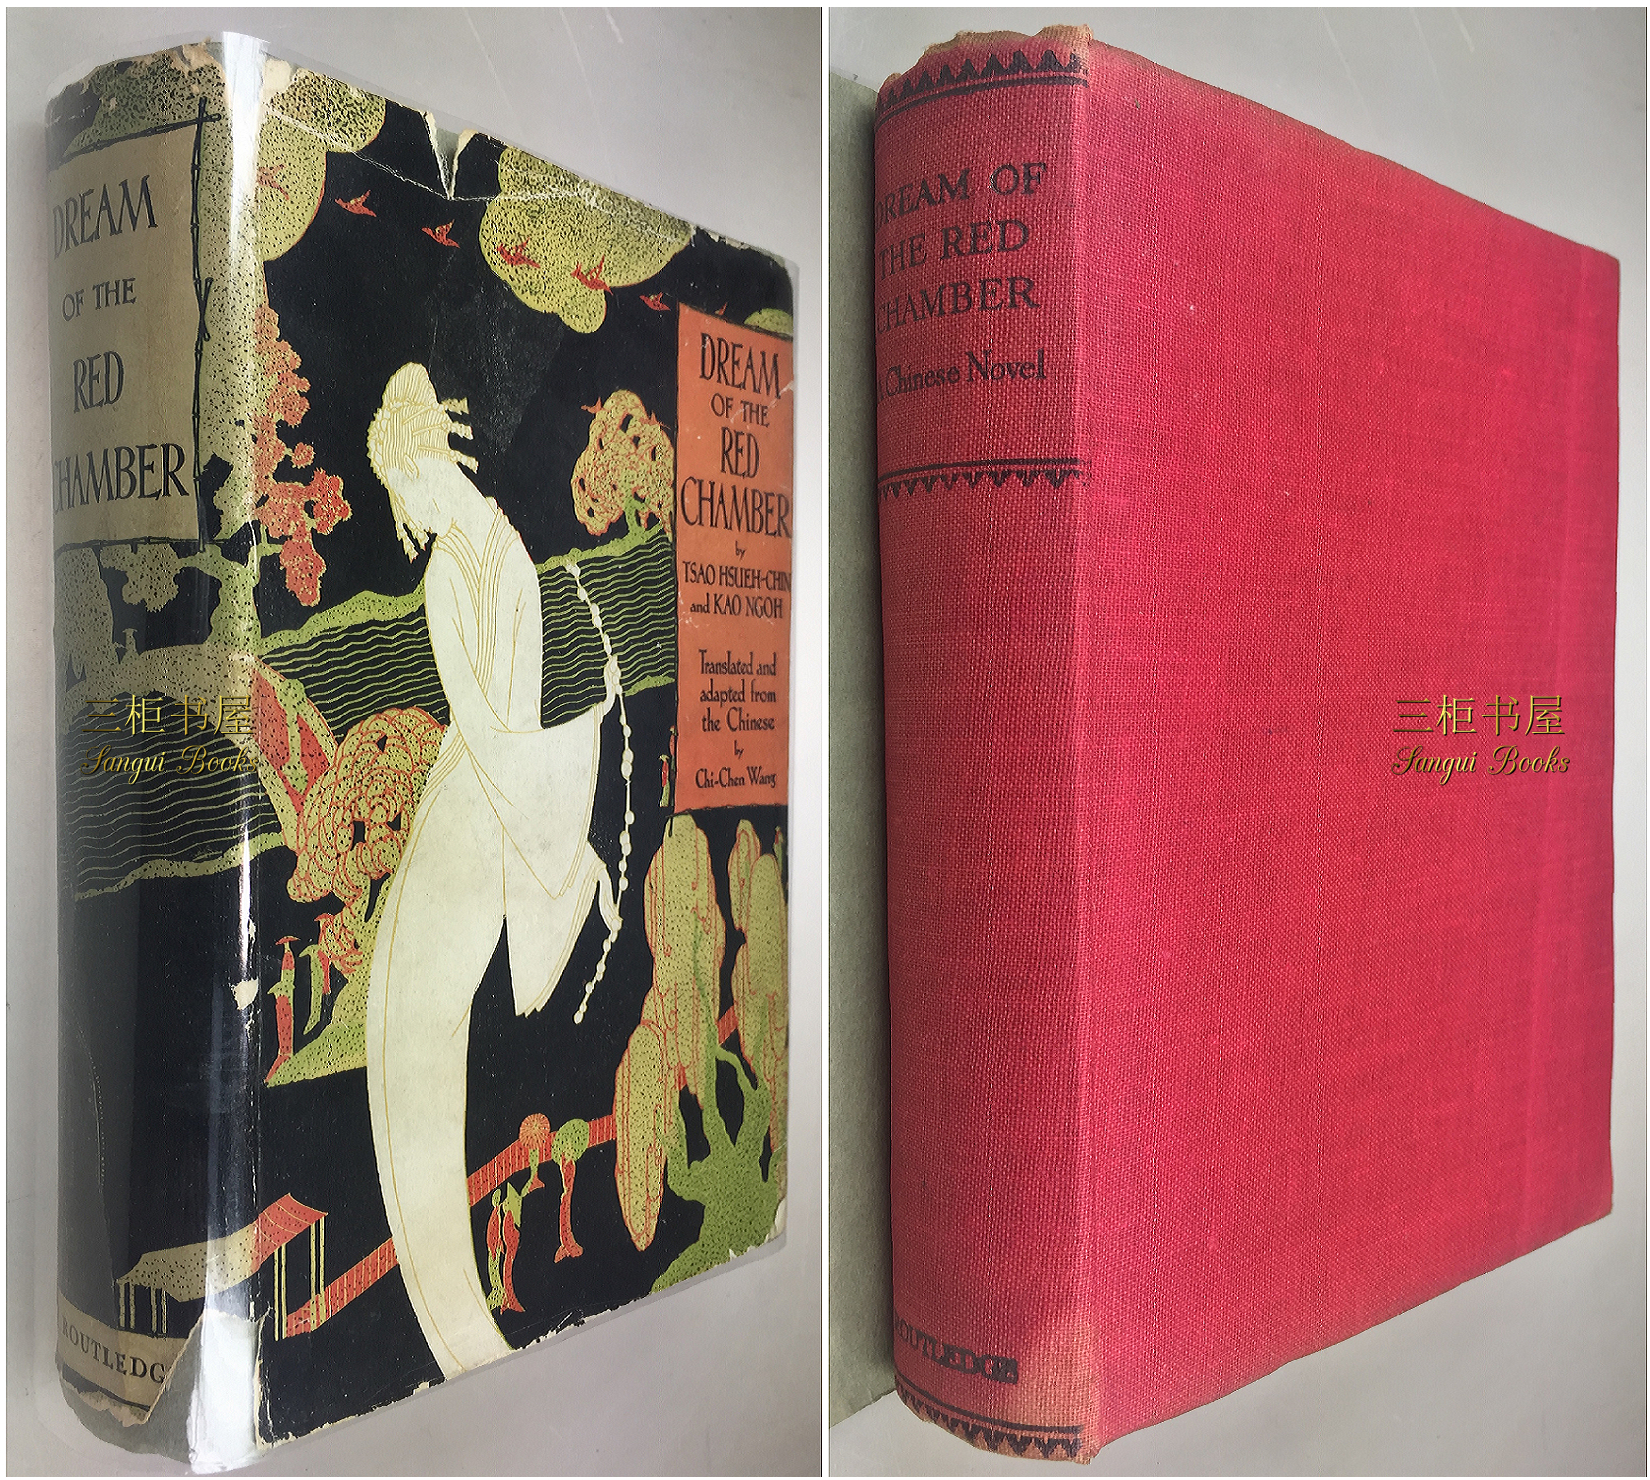 DREAM
OF THE
RED
CHAMBER
ROUTLEDG
DREAM
OF THE
RED
CHAMBER
by
TSAO HSUEH-CHIN
and KAO NGOH
Translated and
adapted from
the Chinese
by
Chi-Chen Wang
三柜书屋
Sangui Books
DREAM OF
THE RED
CHAMBER
A Chinese Novel
ROUTLEDGE
三柜书屋
Sangui Books